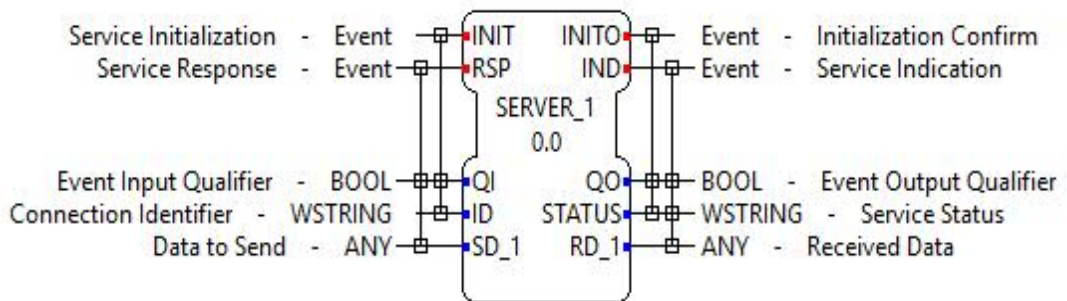 Service Initialization - Event INIT INITO Event - Initialization Confirm
Service Response - Event RSP IND Event - Service Indication
SERVER_1
0.0
Event Input Qualifier - BOOL QI QO BOOL - Event Output Qualifier
Connection Identifier - WSTRING ID STATUS WSTRING - Service Status
Data to Send - ANY SD_1 RD_1 ANY - Received Data